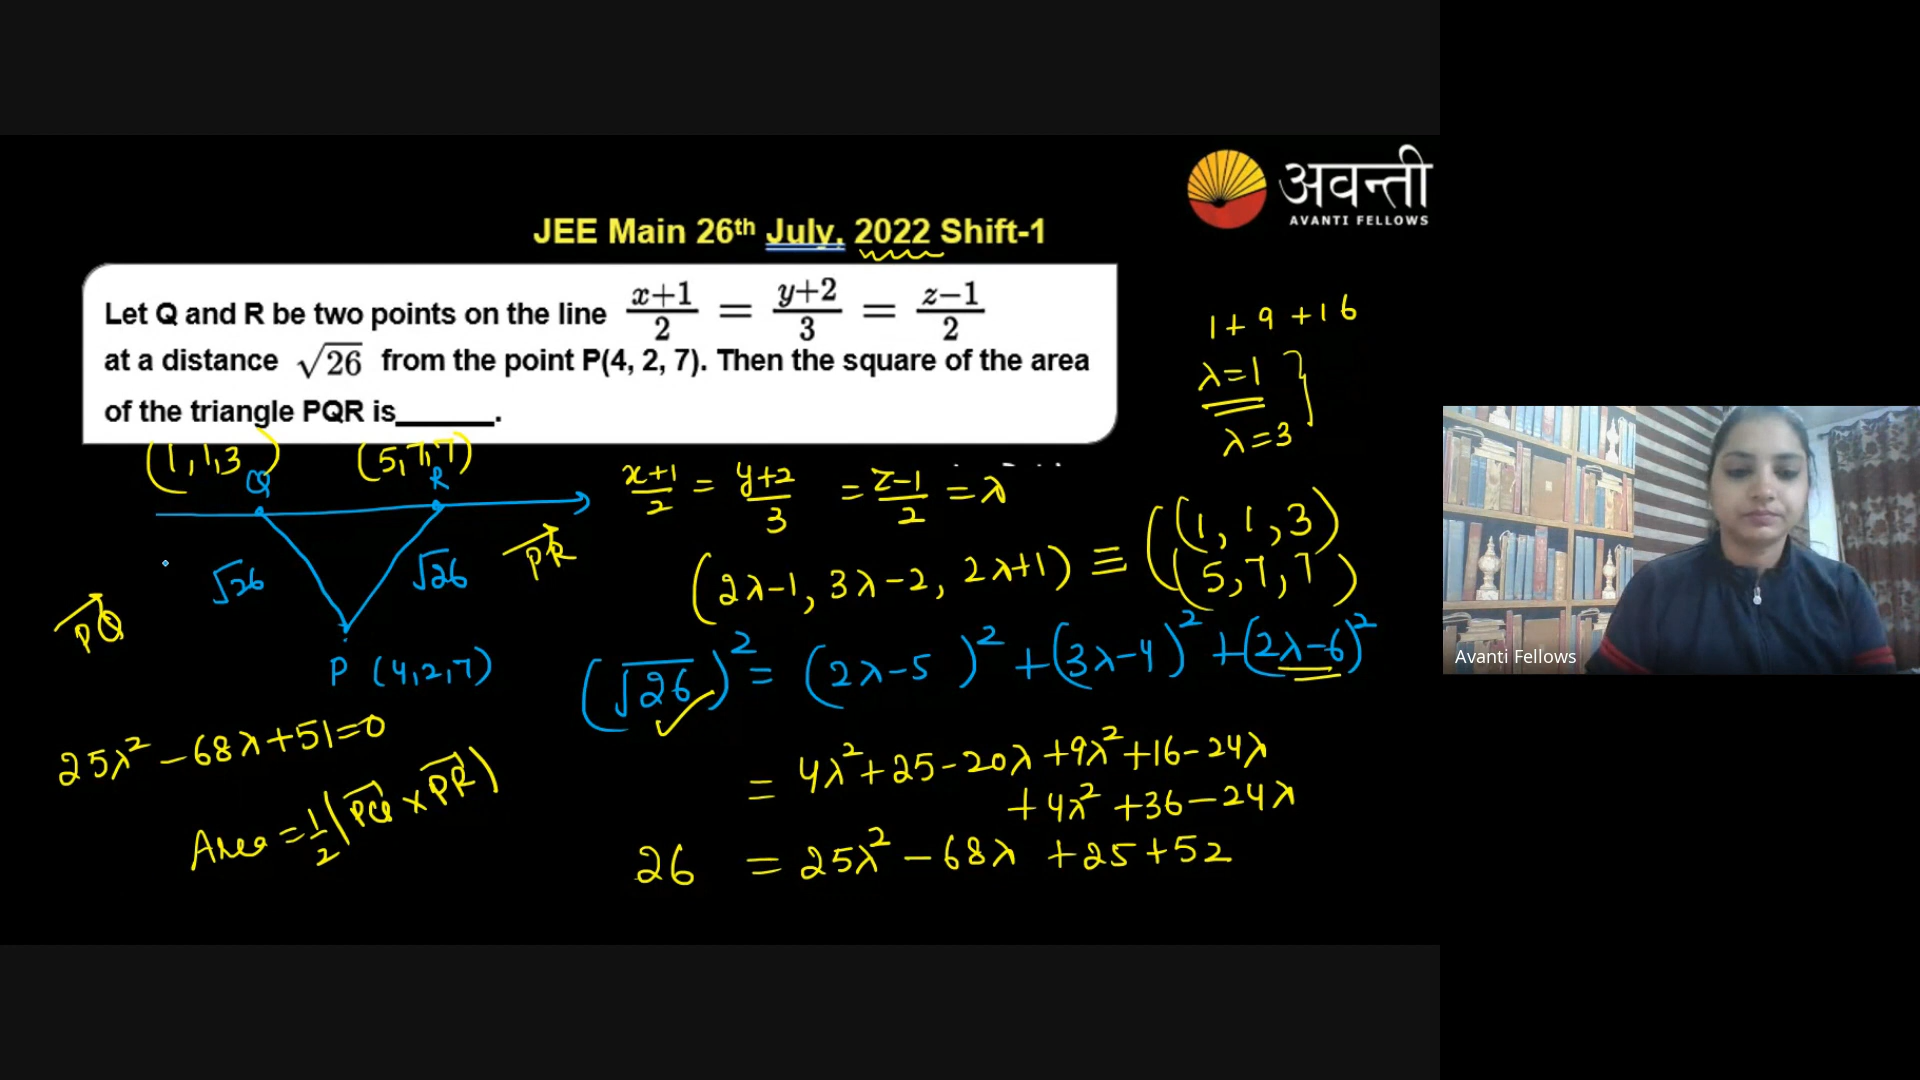 अवन्ती
AVANTI FELLOWS
JEE Main 26th July, 2022 Shift-1
Let Q and R be two points on the line x+1/2 = y+2/3 = z−1/2
at a distance √26 from the point P(4, 2, 7). Then the square of the area
of the triangle PQR is______.
1+9+16
λ=1
λ=3
(1,1,3) (5,7,7)
Q R
√26 √26
PQ PR
P (4,2,7)
x+1/2 = y+2/3 = z−1/2 = λ
(2λ−1, 3λ−2, 2λ+1) ≡ (1,1,3)
(5,7,7)
(√26)² = (2λ−5)² + (3λ−4)² + (2λ−6)²
= 4λ²+25−20λ+9λ²+16−24λ
+4λ²+36−24λ
26 = 25λ²−68λ+25+52
25λ²−68λ+51=0
Area = 1/2|PQ×PR)
Avanti Fellows